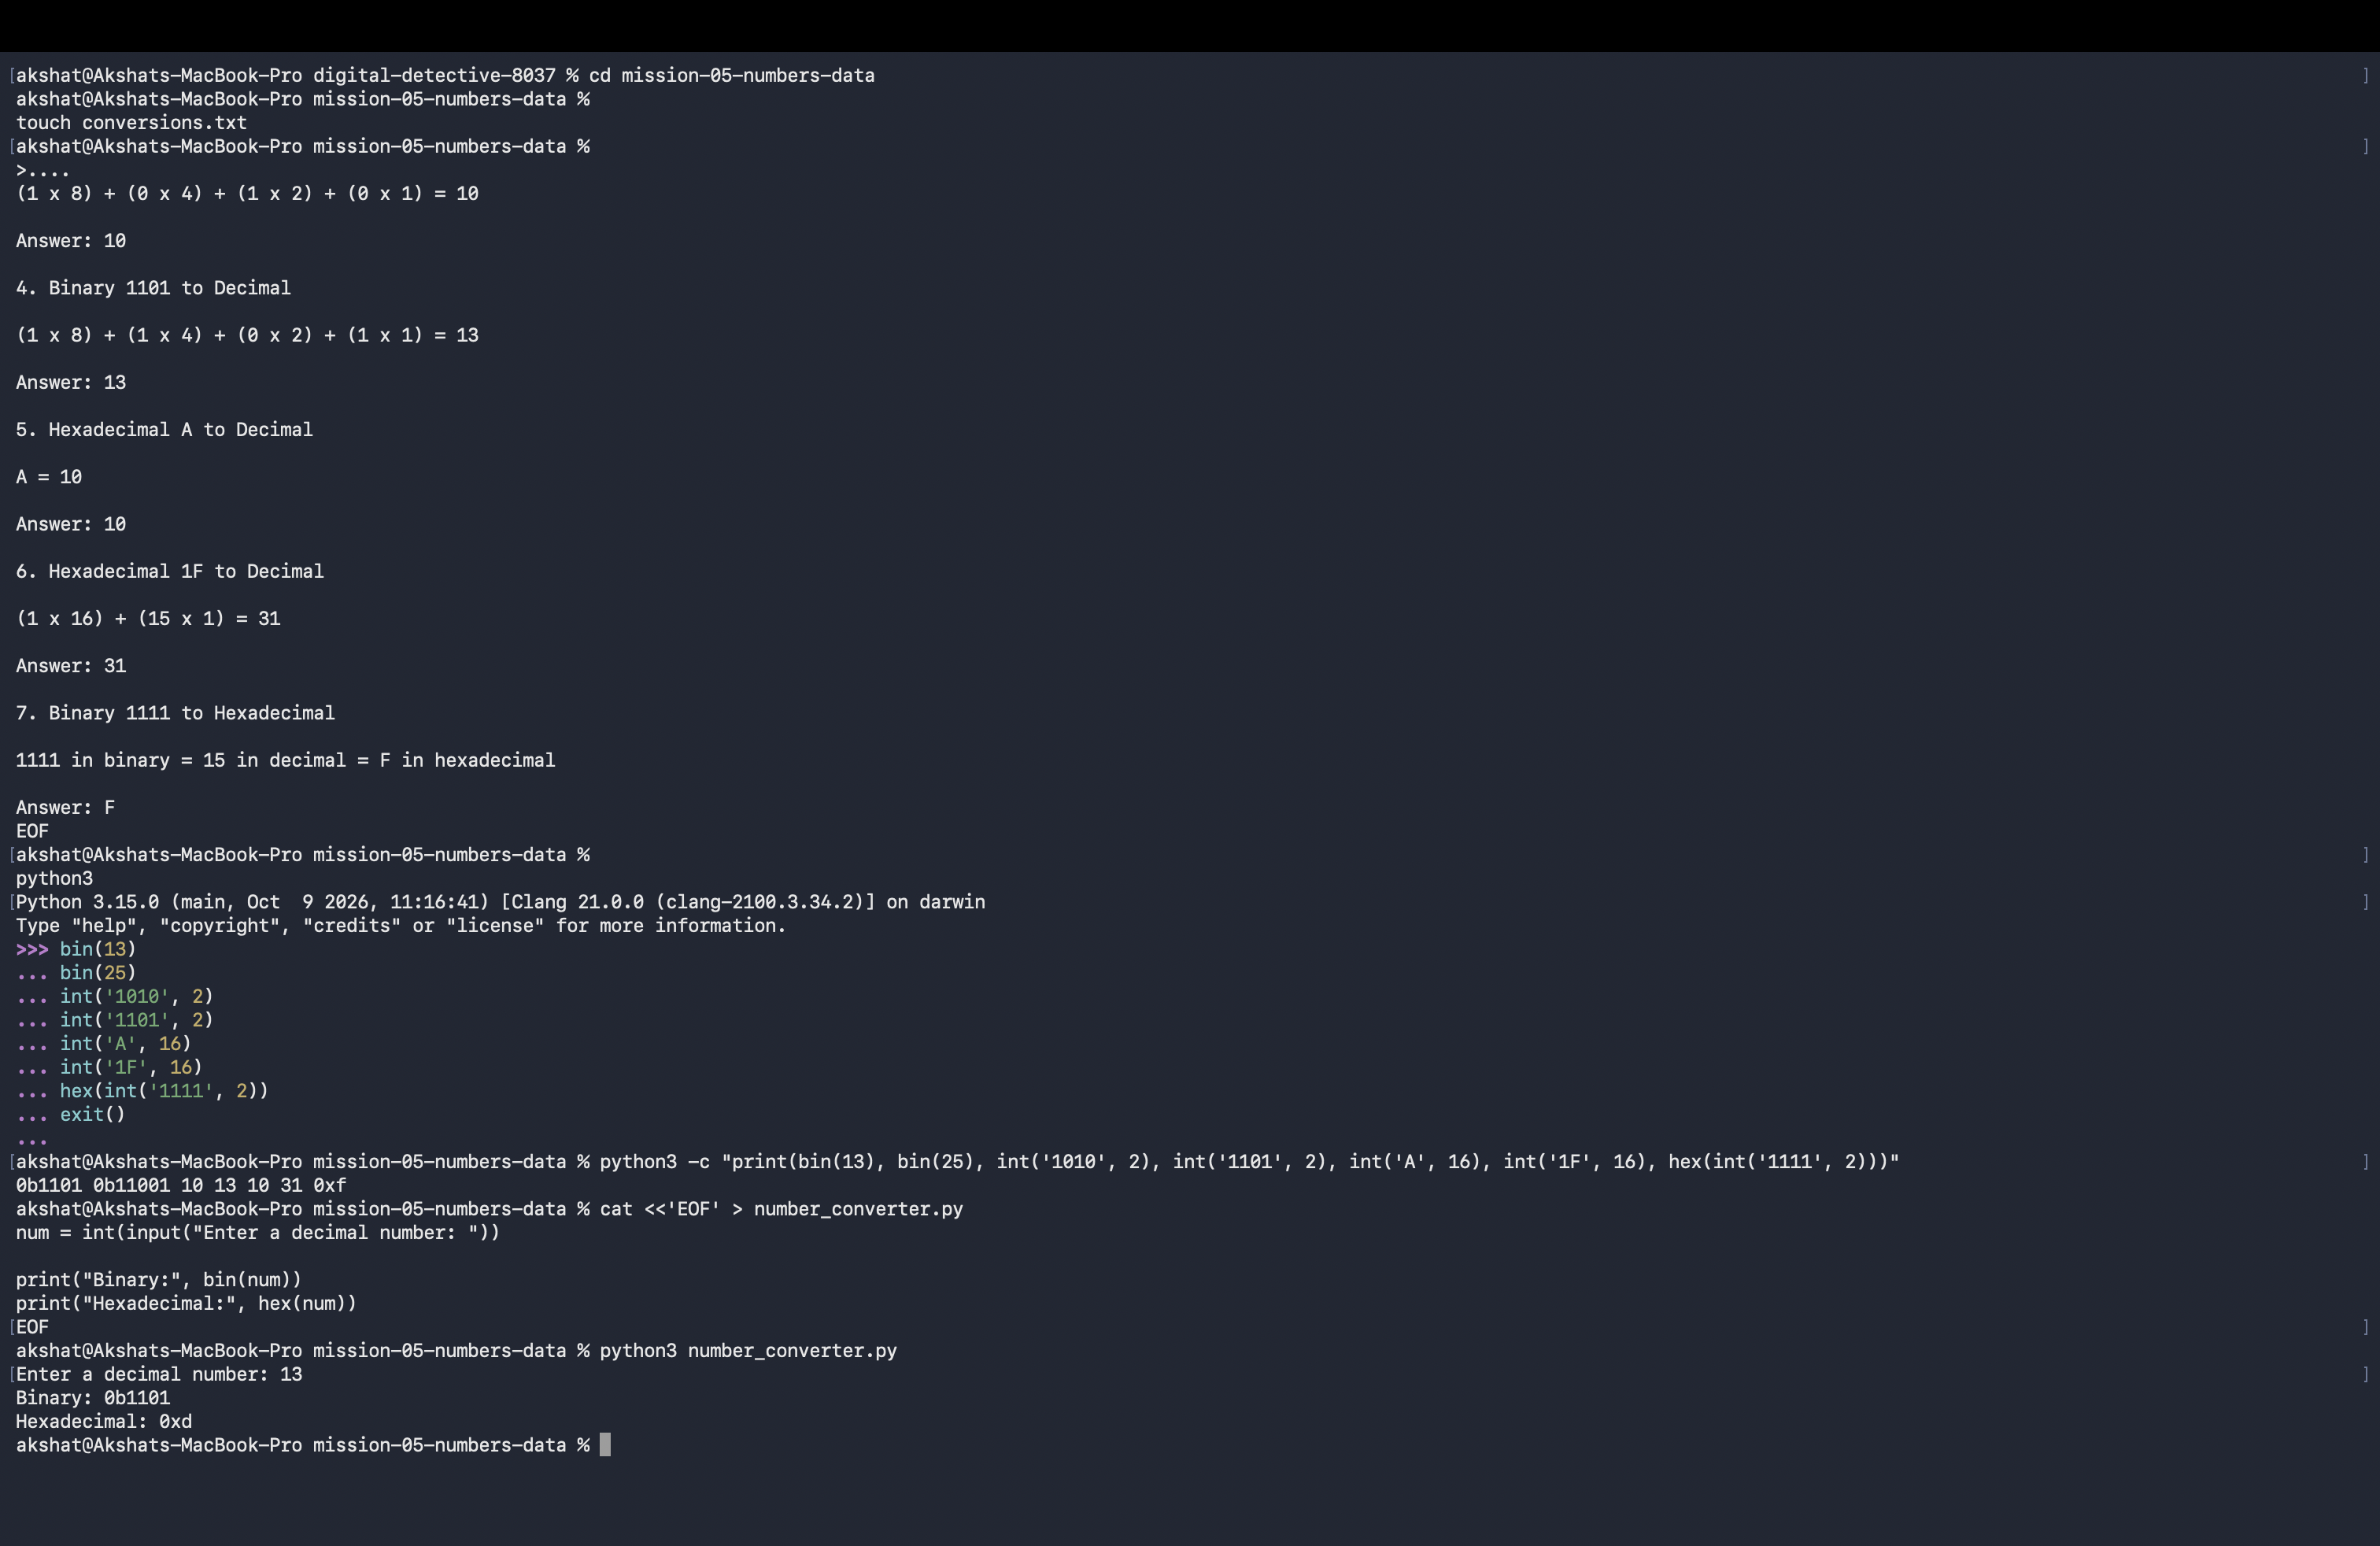 [akshat@Akshats-MacBook-Pro digital-detective-8037 % cd mission-05-numbers-data ]
akshat@Akshats-MacBook-Pro mission-05-numbers-data %
touch conversions.txt
[akshat@Akshats-MacBook-Pro mission-05-numbers-data % ]
>....
(1 x 8) + (0 x 4) + (1 x 2) + (0 x 1) = 10
Answer: 10
4. Binary 1101 to Decimal
(1 x 8) + (1 x 4) + (0 x 2) + (1 x 1) = 13
Answer: 13
5. Hexadecimal A to Decimal
A = 10
Answer: 10
6. Hexadecimal 1F to Decimal
(1 x 16) + (15 x 1) = 31
Answer: 31
7. Binary 1111 to Hexadecimal
1111 in binary = 15 in decimal = F in hexadecimal
Answer: F
EOF
[akshat@Akshats-MacBook-Pro mission-05-numbers-data % ]
python3
[Python 3.15.0 (main, Oct  9 2026, 11:16:41) [Clang 21.0.0 (clang-2100.3.34.2)] on darwin ]
Type "help", "copyright", "credits" or "license" for more information.
>>> bin(13)
... bin(25)
... int('1010', 2)
... int('1101', 2)
... int('A', 16)
... int('1F', 16)
... hex(int('1111', 2))
... exit()
...
[akshat@Akshats-MacBook-Pro mission-05-numbers-data % python3 -c "print(bin(13), bin(25), int('1010', 2), int('1101', 2), int('A', 16), int('1F', 16), hex(int('1111', 2)))" ]
0b1101 0b11001 10 13 10 31 0xf
akshat@Akshats-MacBook-Pro mission-05-numbers-data % cat <<'EOF' > number_converter.py
num = int(input("Enter a decimal number: "))
print("Binary:", bin(num))
print("Hexadecimal:", hex(num))
[EOF ]
akshat@Akshats-MacBook-Pro mission-05-numbers-data % python3 number_converter.py
[Enter a decimal number: 13 ]
Binary: 0b1101
Hexadecimal: 0xd
akshat@Akshats-MacBook-Pro mission-05-numbers-data %